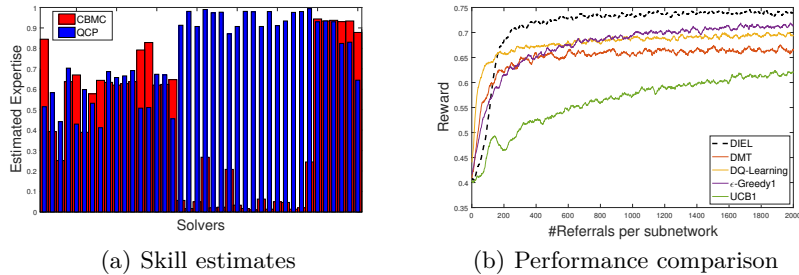 CBMC
QCP
1
0.9
0.8
0.7
0.6
0.5
0.4
0.3
0.2
0.1
0
Estimated Expertise
Solvers
(a) Skill estimates
0.75
0.7
0.65
0.6
0.55
0.5
0.45
0.4
0.35
Reward
0 200 400 600 800 1000 1200 1400 1600 1800 2000
#Referrals per subnetwork
DIEL
DMT
DQ-Learning
ϵ-Greedy1
UCB1
(b) Performance comparison